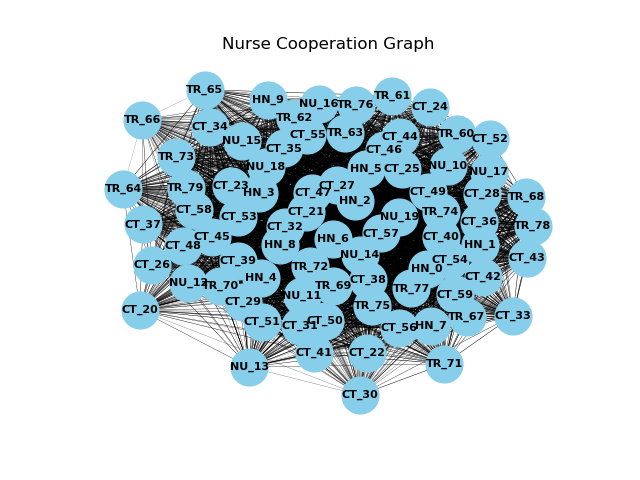 Nurse Cooperation Graph
TR_65
HN_9
NU_16
TR_76
TR_61
CT_24
TR_66
TR_62
CT_34
CT_55
TR_63
CT_44
TR_60
CT_52
NU_15
CT_35
CT_46
TR_73
NU_18
HN_5
CT_25
NU_10
NU_17
TR_64
TR_79
CT_23
HN_3
CT_47
CT_27
HN_2
CT_49
CT_28
TR_68
CT_58
CT_53
CT_21
NU_19
TR_74
CT_36
TR_78
CT_37
CT_32
CT_45
CT_48
HN_8
HN_6
CT_57
CT_40
HN_1
CT_43
CT_26
CT_39
TR_72
NU_14
HN_0
CT_54
CT_42
NU_12
TR_70
HN_4
TR_69
CT_38
TR_77
CT_59
CT_20
CT_29
NU_11
TR_75
CT_51
CT_31
CT_50
CT_56
HN_7
TR_67
CT_33
NU_13
CT_41
CT_22
TR_71
CT_30